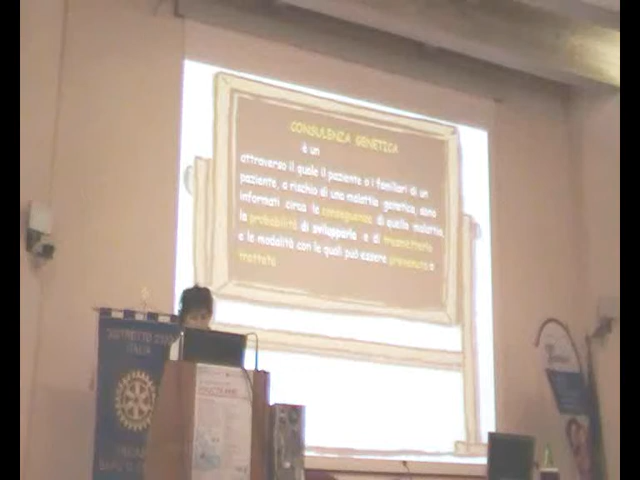 CONSULENZA GENETICA
è un
attraverso il quale il paziente o i familiari di un
paziente, a rischio di una malattia genetica, sono
informati circa le conseguenze di quella malattia,
la probabilità di svilupparla e di trasmetterla
e le modalità con le quali può essere prevenuta o
trattata
DISTRETTO
ITALIA